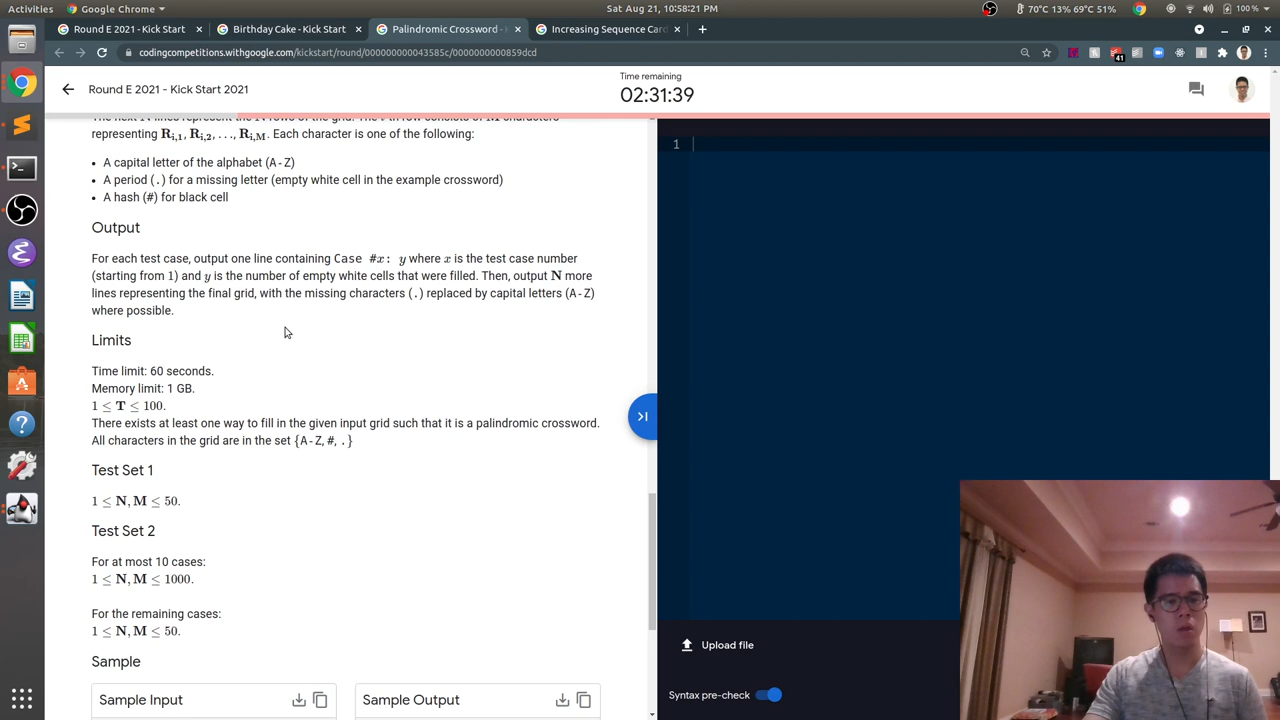 Activities
Google Chrome
Sat Aug 21, 10:58:21 PM
70°C 13% 69°C 51%
100 %
Round E 2021 - Kick Start
Birthday Cake - Kick Start
Palindromic Crossword -
Increasing Sequence Card
codingcompetitions.withgoogle.com/kickstart/round/000000000043585c/0000000000859dcd
41
Round E 2021 - Kick Start 2021
Time remaining
02:31:39
representing R_{i,1}, R_{i,2}, …, R_{i,M}. Each character is one of the following:
• A capital letter of the alphabet (A-Z)
• A period (.) for a missing letter (empty white cell in the example crossword)
• A hash (#) for black cell
Output
For each test case, output one line containing Case #x: y where x is the test case number
(starting from 1) and y is the number of empty white cells that were filled. Then, output N more
lines representing the final grid, with the missing characters (.) replaced by capital letters (A-Z)
where possible.
Limits
Time limit: 60 seconds.
Memory limit: 1 GB.
1 ≤ T ≤ 100.
There exists at least one way to fill in the given input grid such that it is a palindromic crossword.
All characters in the grid are in the set {A-Z, #, .}
Test Set 1
1 ≤ N, M ≤ 50.
Test Set 2
For at most 10 cases:
1 ≤ N, M ≤ 1000.
For the remaining cases:
1 ≤ N, M ≤ 50.
Sample
Sample Input
Sample Output
1
Upload file
Syntax pre-check